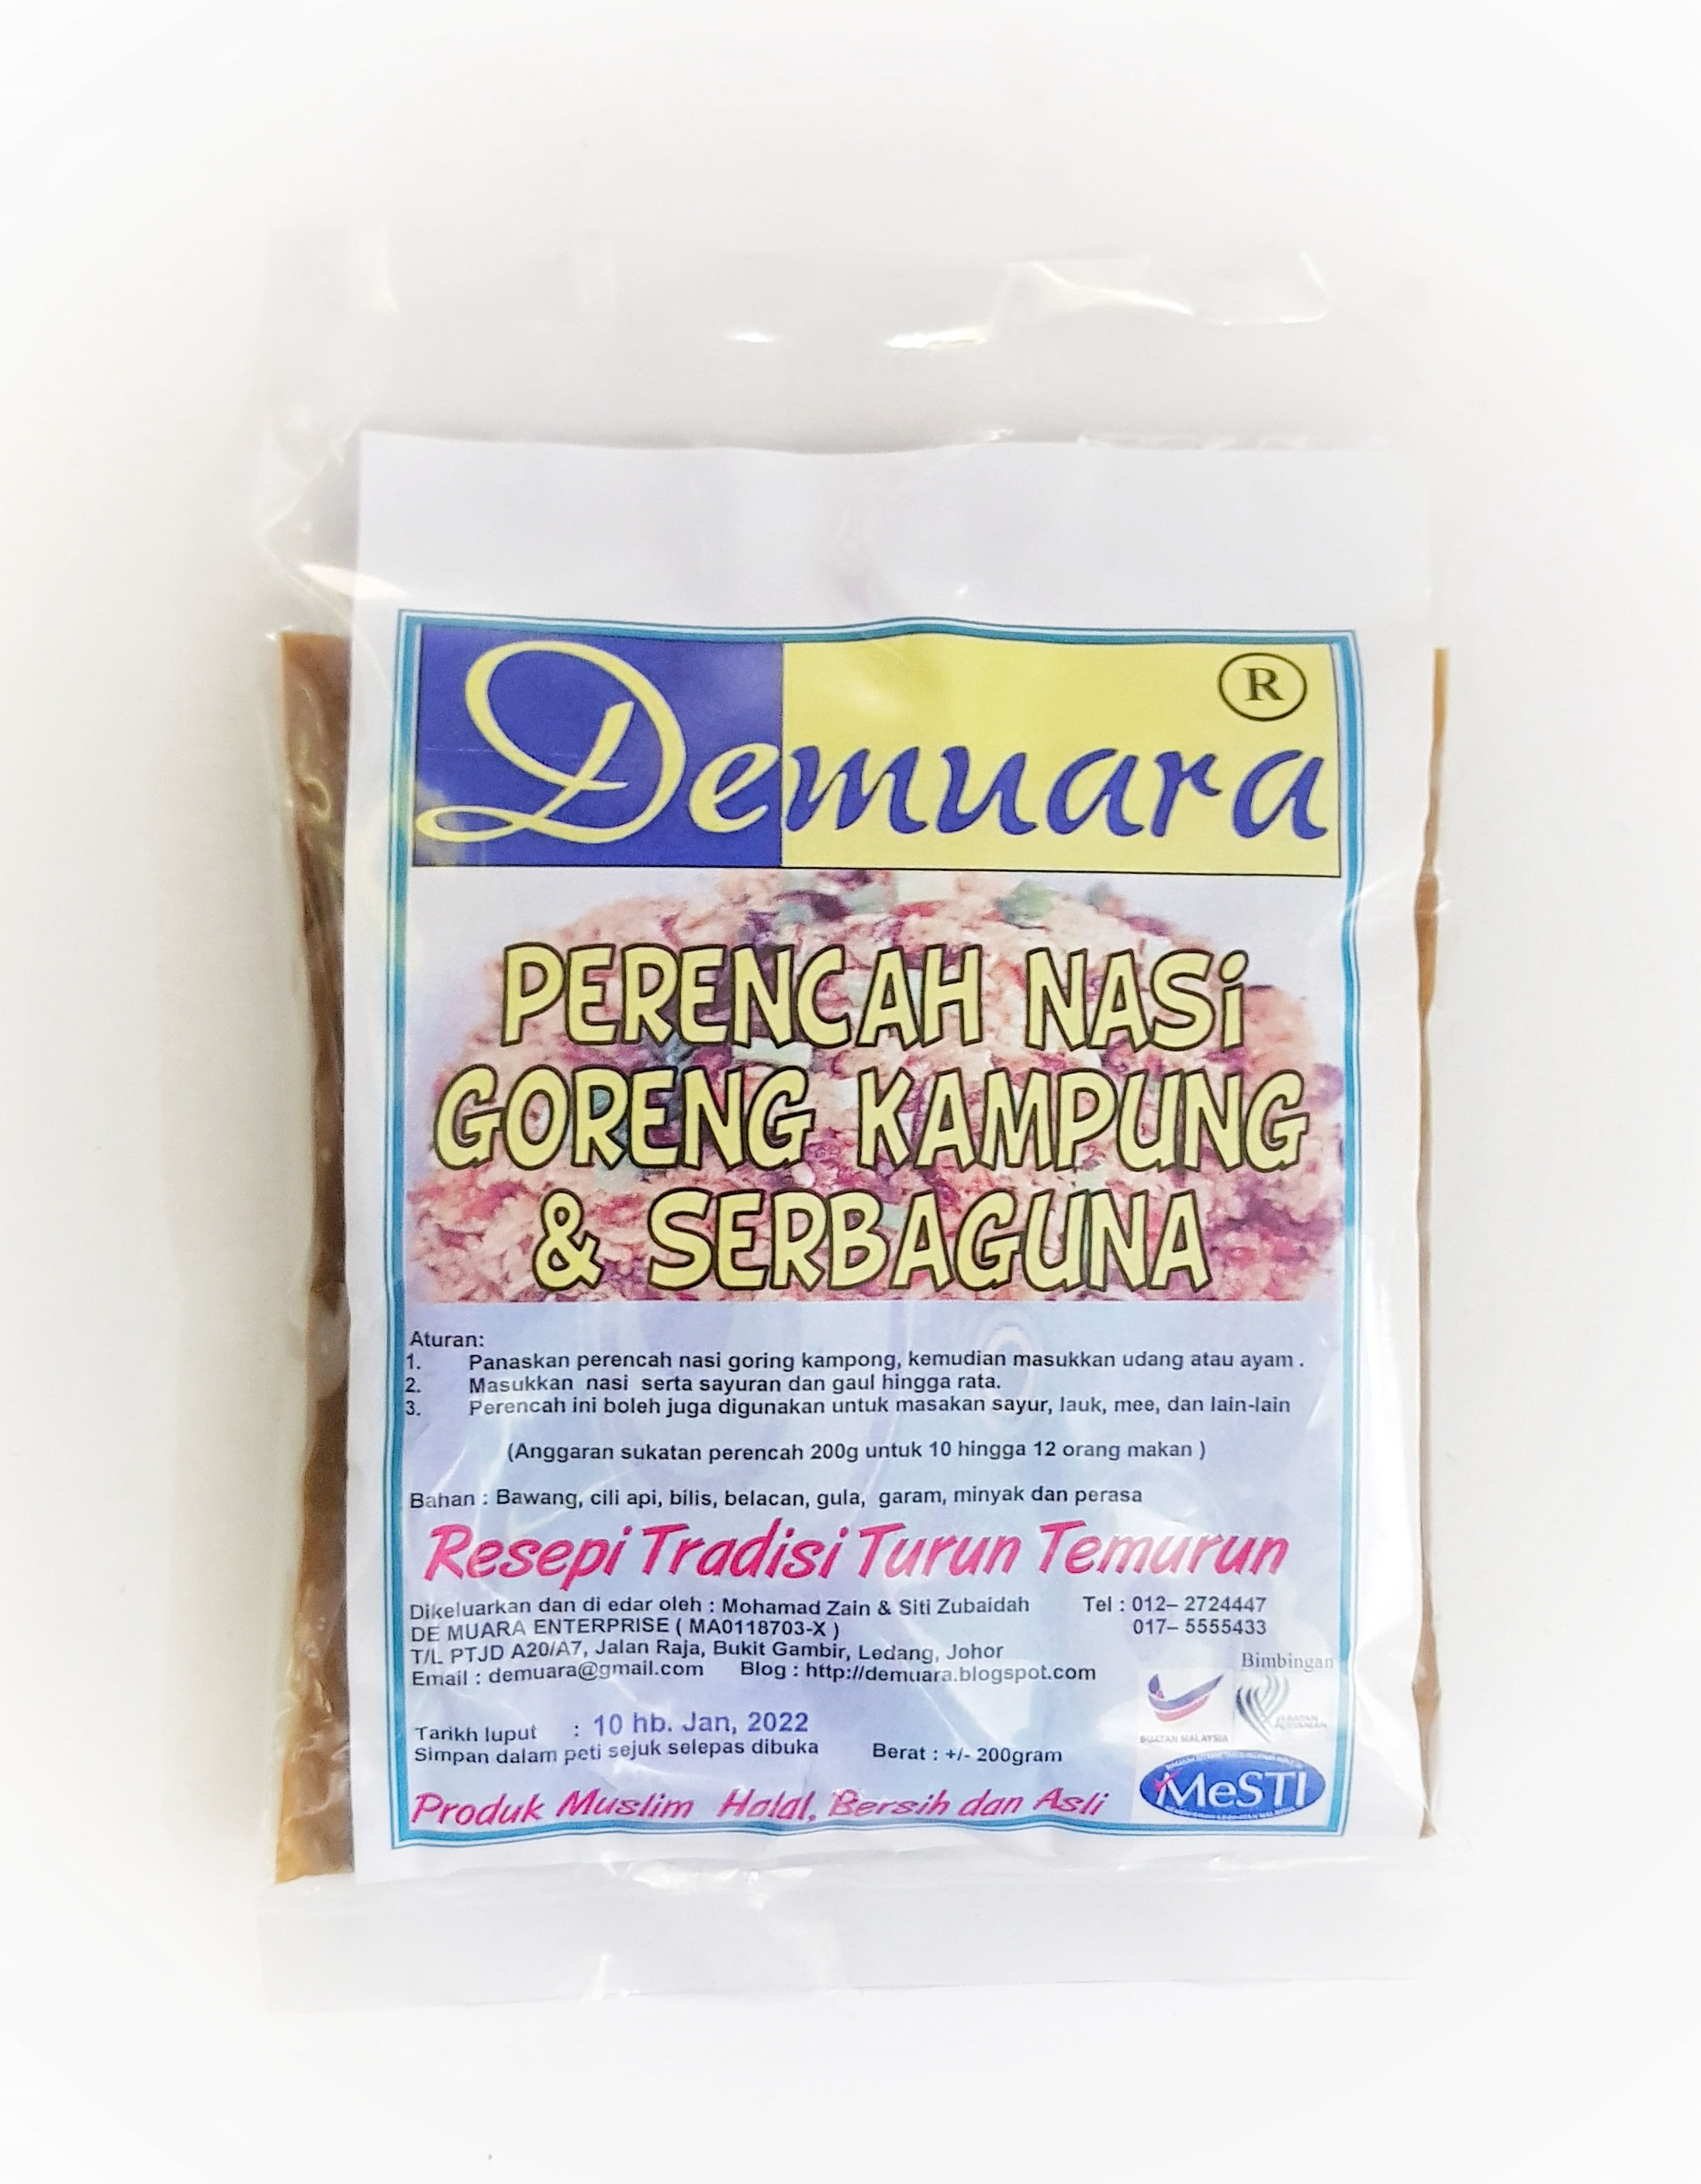 Demuara ®
PERENCAH NASi
GORENG KAMPUNG
& SERBAGUNA
Aturan:
1. Panaskan perencah nasi goring kampong, kemudian masukkan udang atau ayam .
2. Masukkan nasi serta sayuran dan gaul hingga rata.
3. Perencah ini boleh juga digunakan untuk masakan sayur, lauk, mee, dan lain-lain
(Anggaran sukatan perencah 200g untuk 10 hingga 12 orang makan )
Bahan : Bawang, cili api, bilis, belacan, gula, garam, minyak dan perasa
Resepi Tradisi Turun Temurun
Dikeluarkan dan di edar oleh : Mohamad Zain & Siti Zubaidah Tel : 012– 2724447
DE MUARA ENTERPRISE ( MA0118703-X ) 017– 5555433
T/L PTJD A20/A7, Jalan Raja, Bukit Gambir, Ledang, Johor
Email : demuara@gmail.com Blog : http://demuara.blogspot.com
Bimbingan
BUATAN MALAYSIA
JABATAN
PERTANIAN
Tarikh luput : 10 hb. Jan, 2022
Simpan dalam peti sejuk selepas dibuka Berat : +/- 200gram
MeSTI
Produk Muslim Halal, Bersih dan Asli